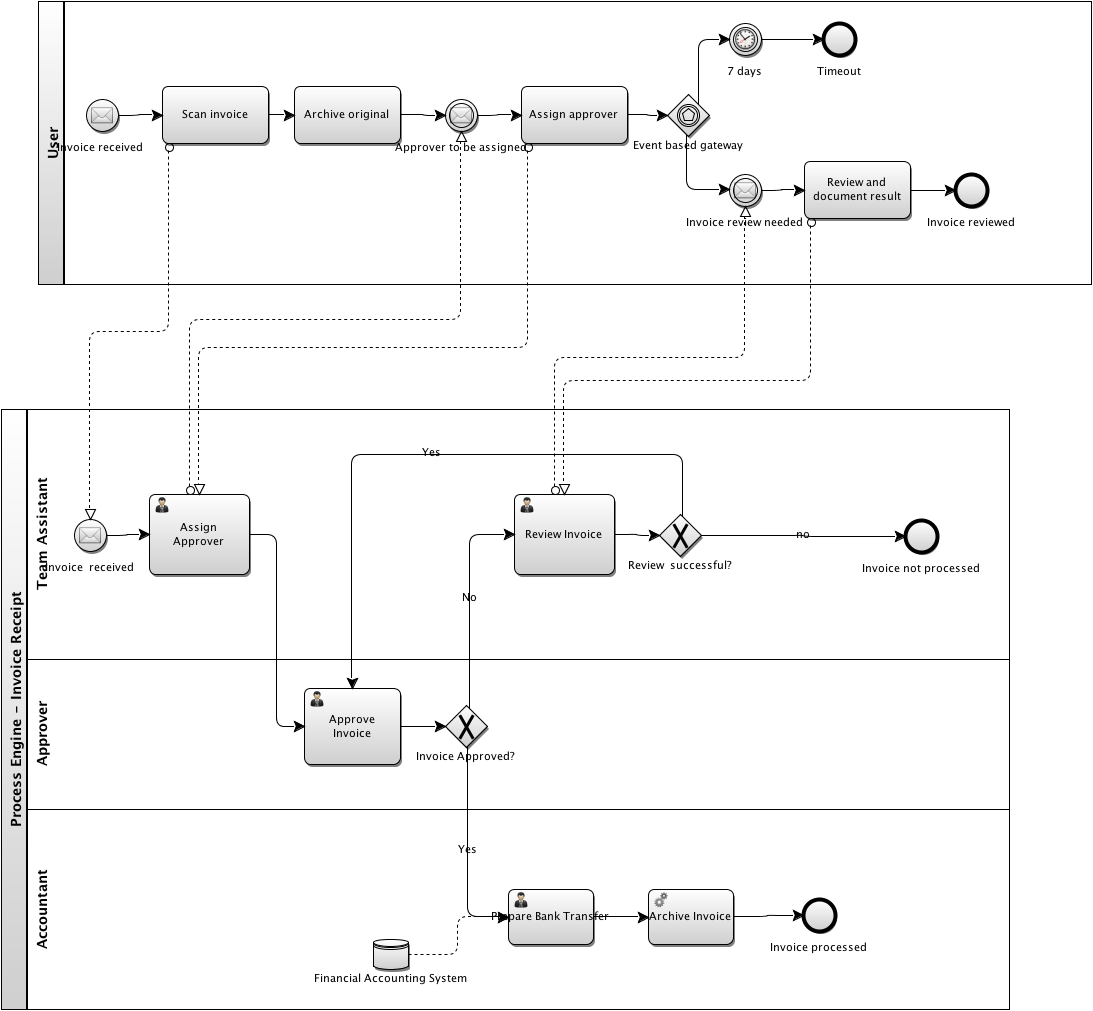 User
7 days
Timeout
Scan invoice
Archive original
Assign approver
Invoice received
Approver to be assigned
Event based gateway
Review and
document result
Invoice review needed
Invoice reviewed
Process Engine - Invoice Receipt
Team Assistant
Yes
Assign
Approver
Review Invoice
no
Invoice received
Review successful?
Invoice not processed
No
Approver
Approve
Invoice
Invoice Approved?
Accountant
Yes
Prepare Bank Transfer
Archive Invoice
Invoice processed
Financial Accounting System